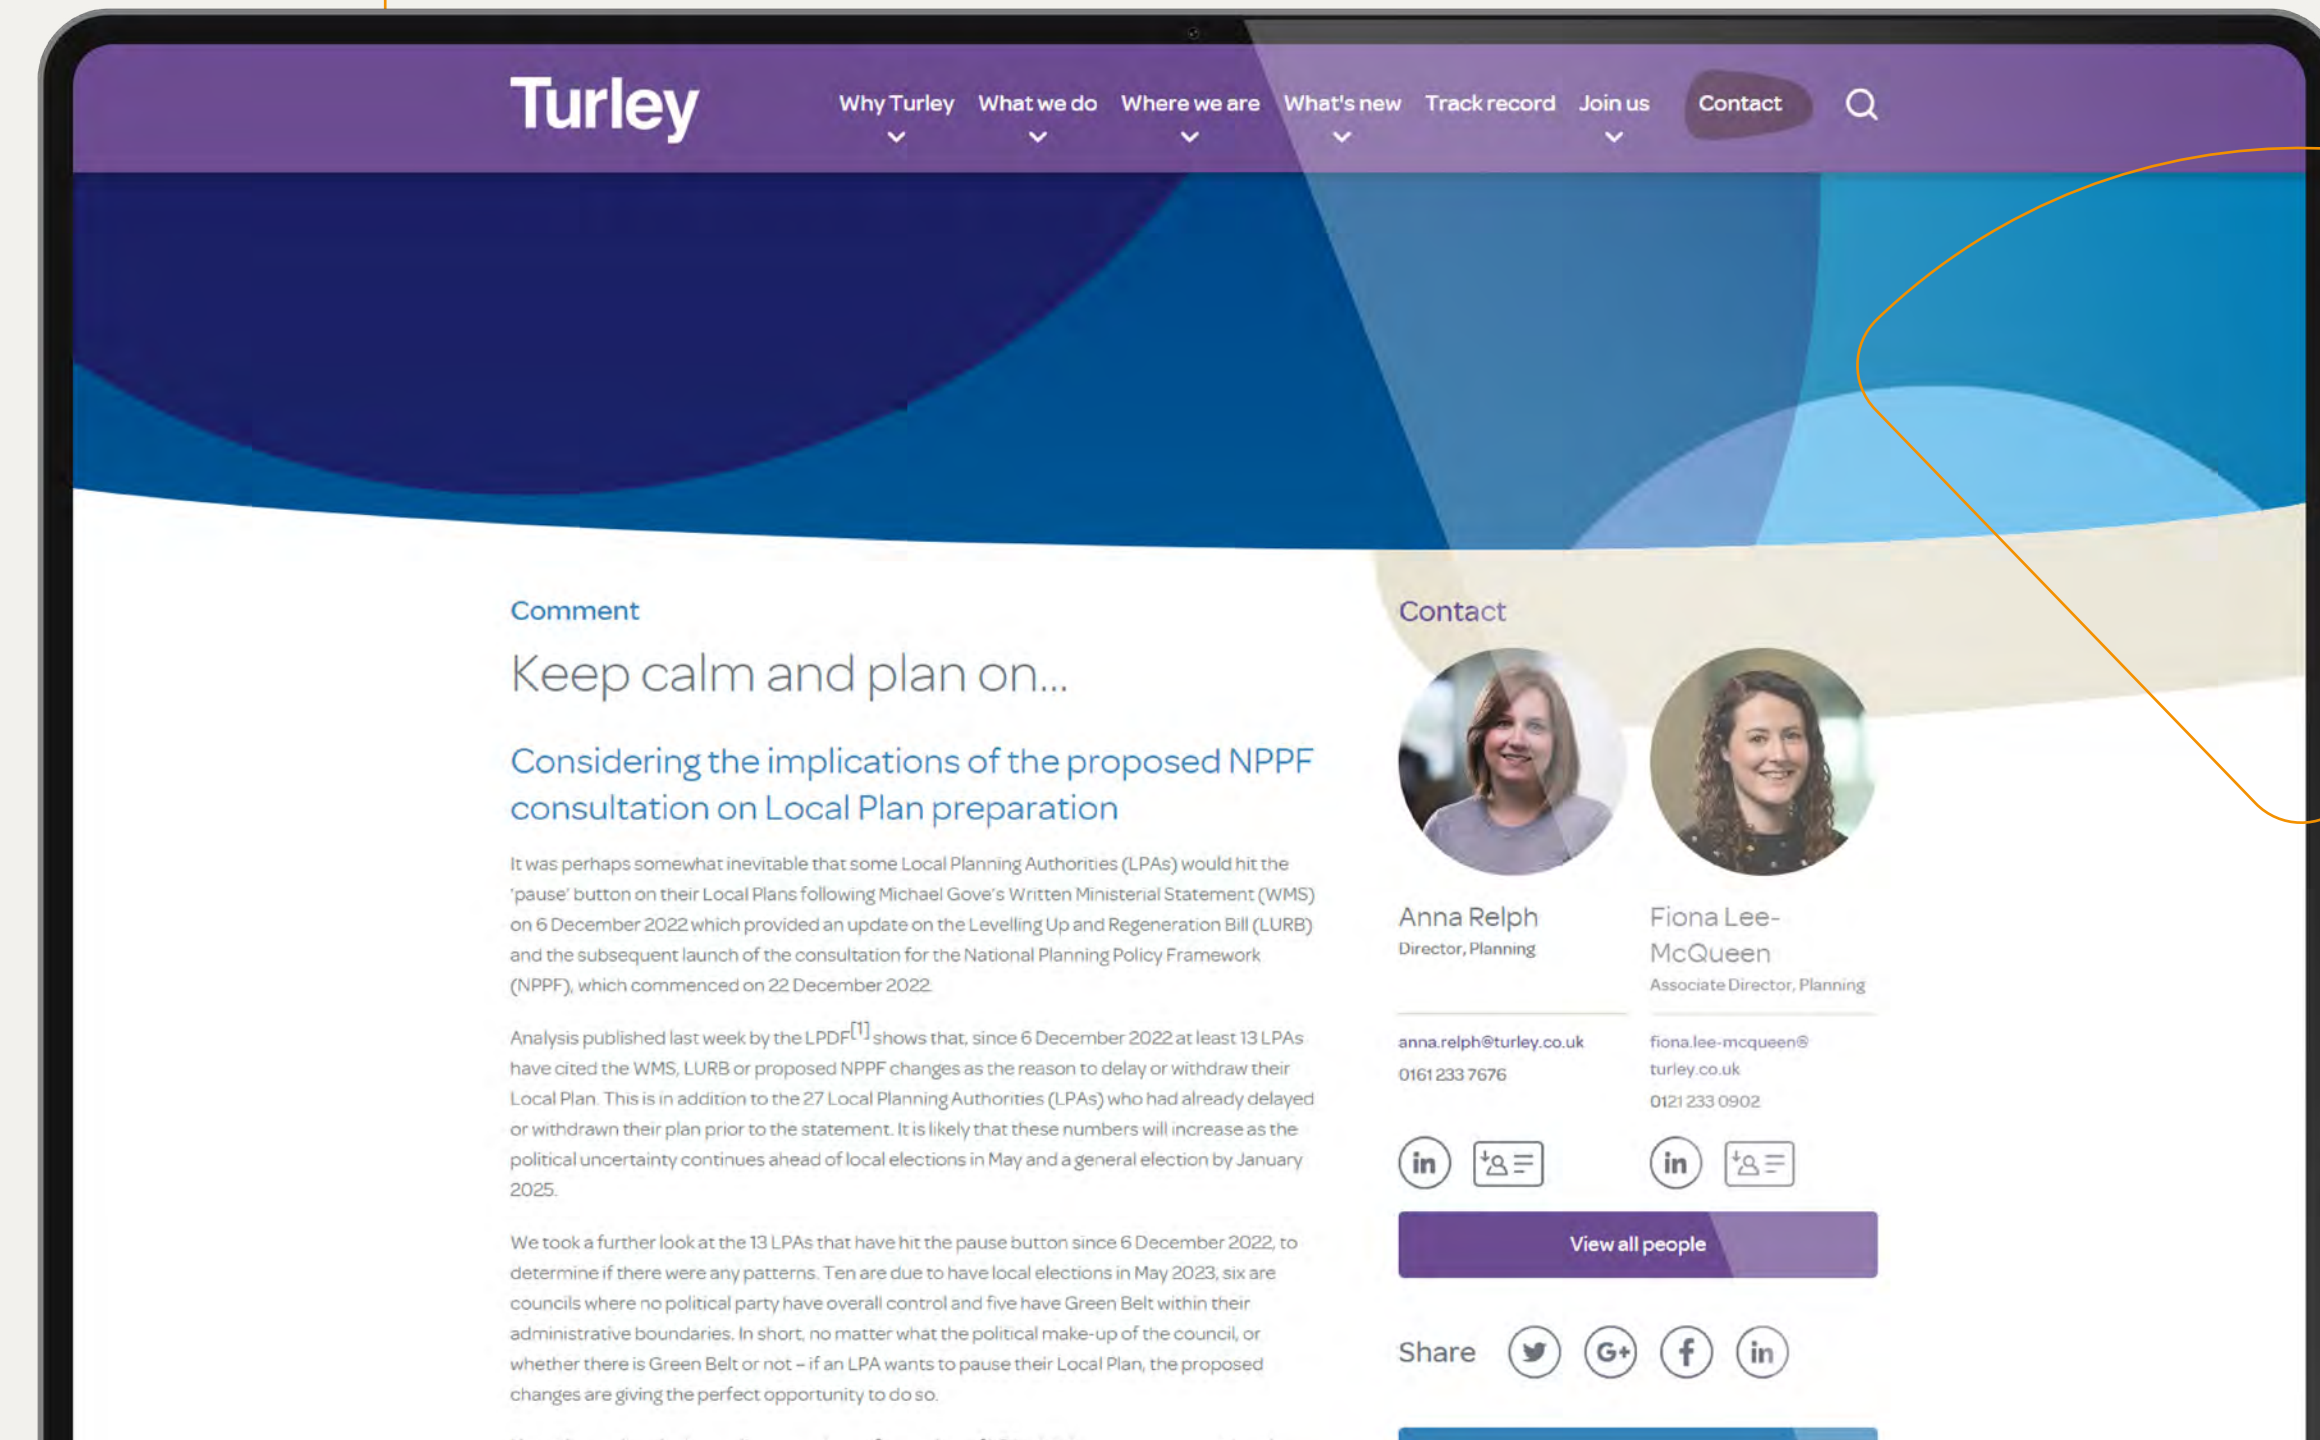 Turley
Why Turley
What we do
Where we are
What's new
Track record
Join us
Contact
Comment
Keep calm and plan on...
Considering the implications of the proposed NPPF
consultation on Local Plan preparation
It was perhaps somewhat inevitable that some Local Planning Authorities (LPAs) would hit the
'pause' button on their Local Plans following Michael Gove's Written Ministerial Statement (WMS)
on 6 December 2022 which provided an update on the Levelling Up and Regeneration Bill (LURB)
and the subsequent launch of the consultation for the National Planning Policy Framework
(NPPF), which commenced on 22 December 2022.
Analysis published last week by the LPDF[1] shows that, since 6 December 2022 at least 13 LPAs
have cited the WMS, LURB or proposed NPPF changes as the reason to delay or withdraw their
Local Plan. This is in addition to the 27 Local Planning Authorities (LPAs) who had already delayed
or withdrawn their plan prior to the statement. It is likely that these numbers will increase as the
political uncertainty continues ahead of local elections in May and a general election by January
2025.
We took a further look at the 13 LPAs that have hit the pause button since 6 December 2022, to
determine if there were any patterns. Ten are due to have local elections in May 2023, six are
councils where no political party have overall control and five have Green Belt within their
administrative boundaries. In short, no matter what the political make-up of the council, or
whether there is Green Belt or not – if an LPA wants to pause their Local Plan, the proposed
changes are giving the perfect opportunity to do so.
Contact
Anna Relph
Director, Planning
anna.relph@turley.co.uk
0161 233 7676
in
Fiona Lee-
McQueen
Associate Director, Planning
fiona.lee-mcqueen@
turley.co.uk
0121 233 0902
in
View all people
Share
G+
f
in